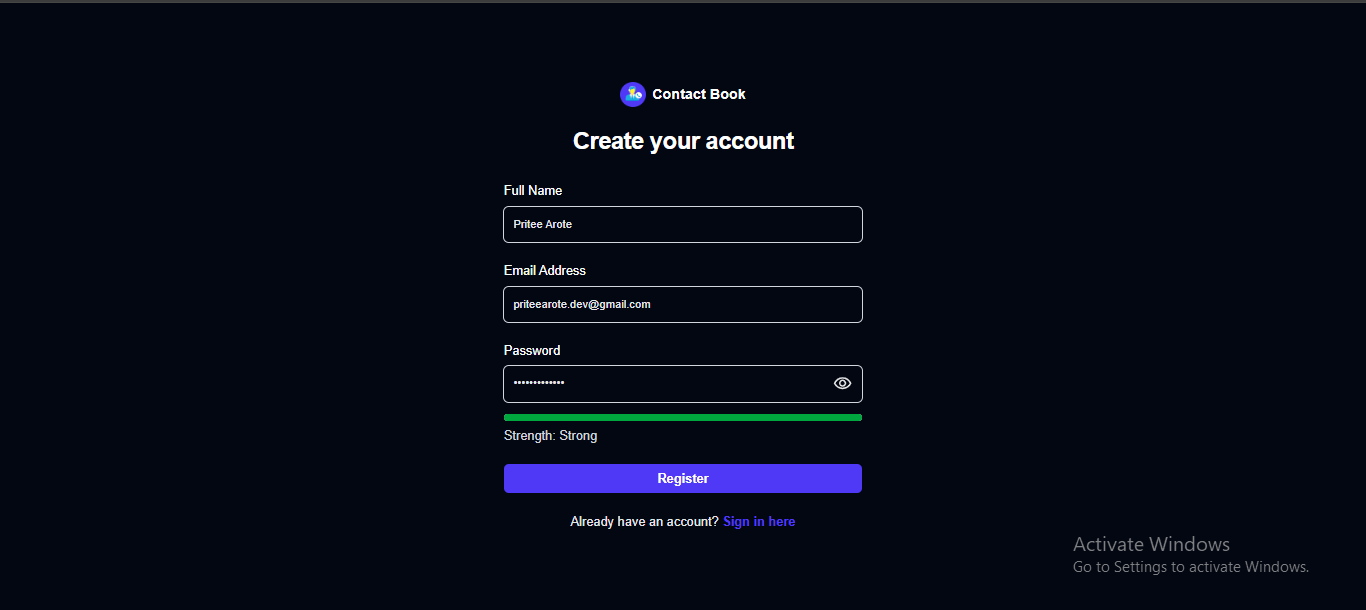 Contact Book
Create your account
Full Name
Pritee Arote
Email Address
priteearote.dev@gmail.com
Password
•••••••••••••
Strength: Strong
Register
Already have an account? Sign in here
Activate Windows
Go to Settings to activate Windows.